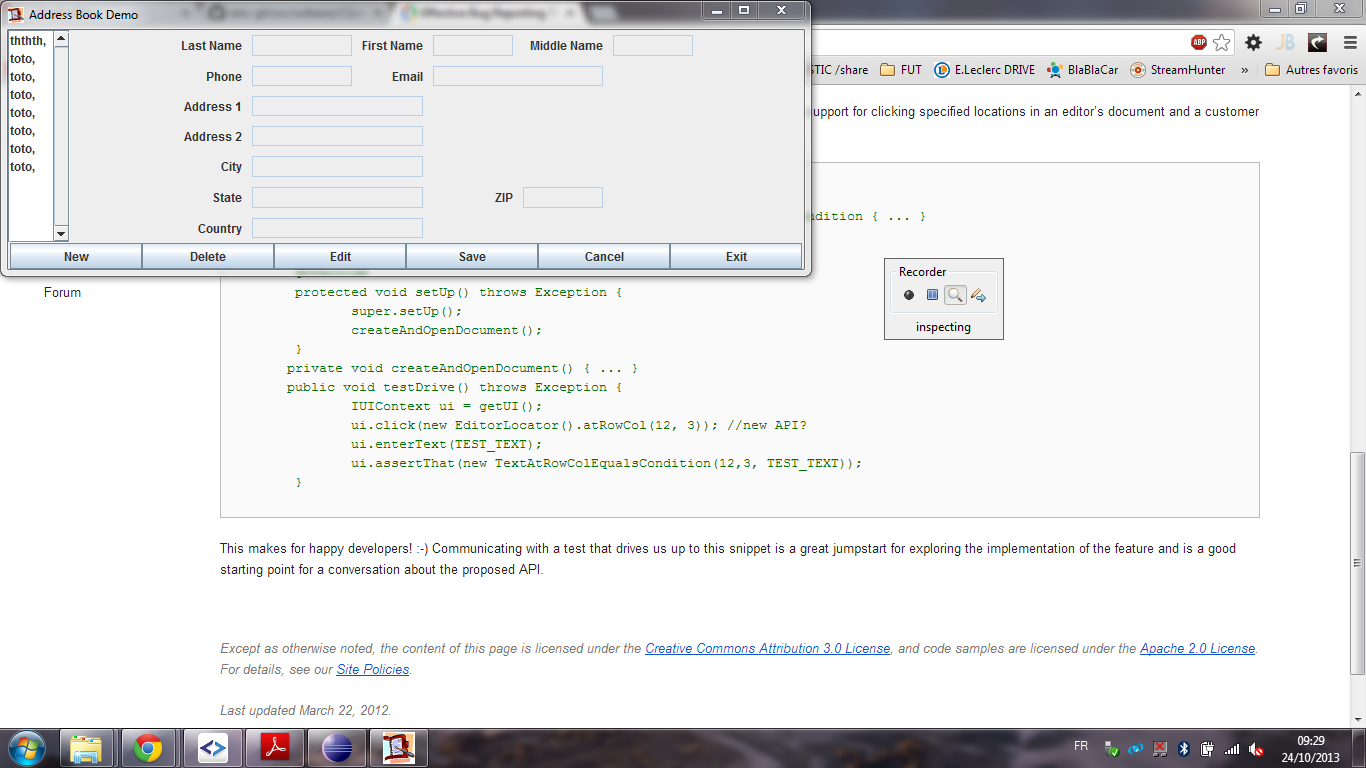 Address Book Demo
Effective Bug Reporting
ththth,
toto,
toto,
toto,
toto,
toto,
toto,
toto,
Last Name
First Name
Middle Name
Phone
Email
Address 1
Address 2
City
State
ZIP
Country
New
Delete
Edit
Save
Cancel
Exit
ABP
JB
STIC /share
FUT
E.Leclerc DRIVE
BlaBlaCar
StreamHunter
»
Autres favoris
upport for clicking specified locations in an editor's document and a customer
ndition { ... }
Forum
protected void setUp() throws Exception {
super.setUp();
createAndOpenDocument();
}
private void createAndOpenDocument() { ... }
public void testDrive() throws Exception {
IUIContext ui = getUI();
ui.click(new EditorLocator().atRowCol(12, 3)); //new API?
ui.enterText(TEST_TEXT);
ui.assertThat(new TextAtRowColEqualsCondition(12,3, TEST_TEXT));
}
Recorder
inspecting
This makes for happy developers! :-) Communicating with a test that drives us up to this snippet is a great jumpstart for exploring the implementation of the feature and is a good
starting point for a conversation about the proposed API.
Except as otherwise noted, the content of this page is licensed under the Creative Commons Attribution 3.0 License, and code samples are licensed under the Apache 2.0 License.
For details, see our Site Policies.
Last updated March 22, 2012.
FR
09:29
24/10/2013